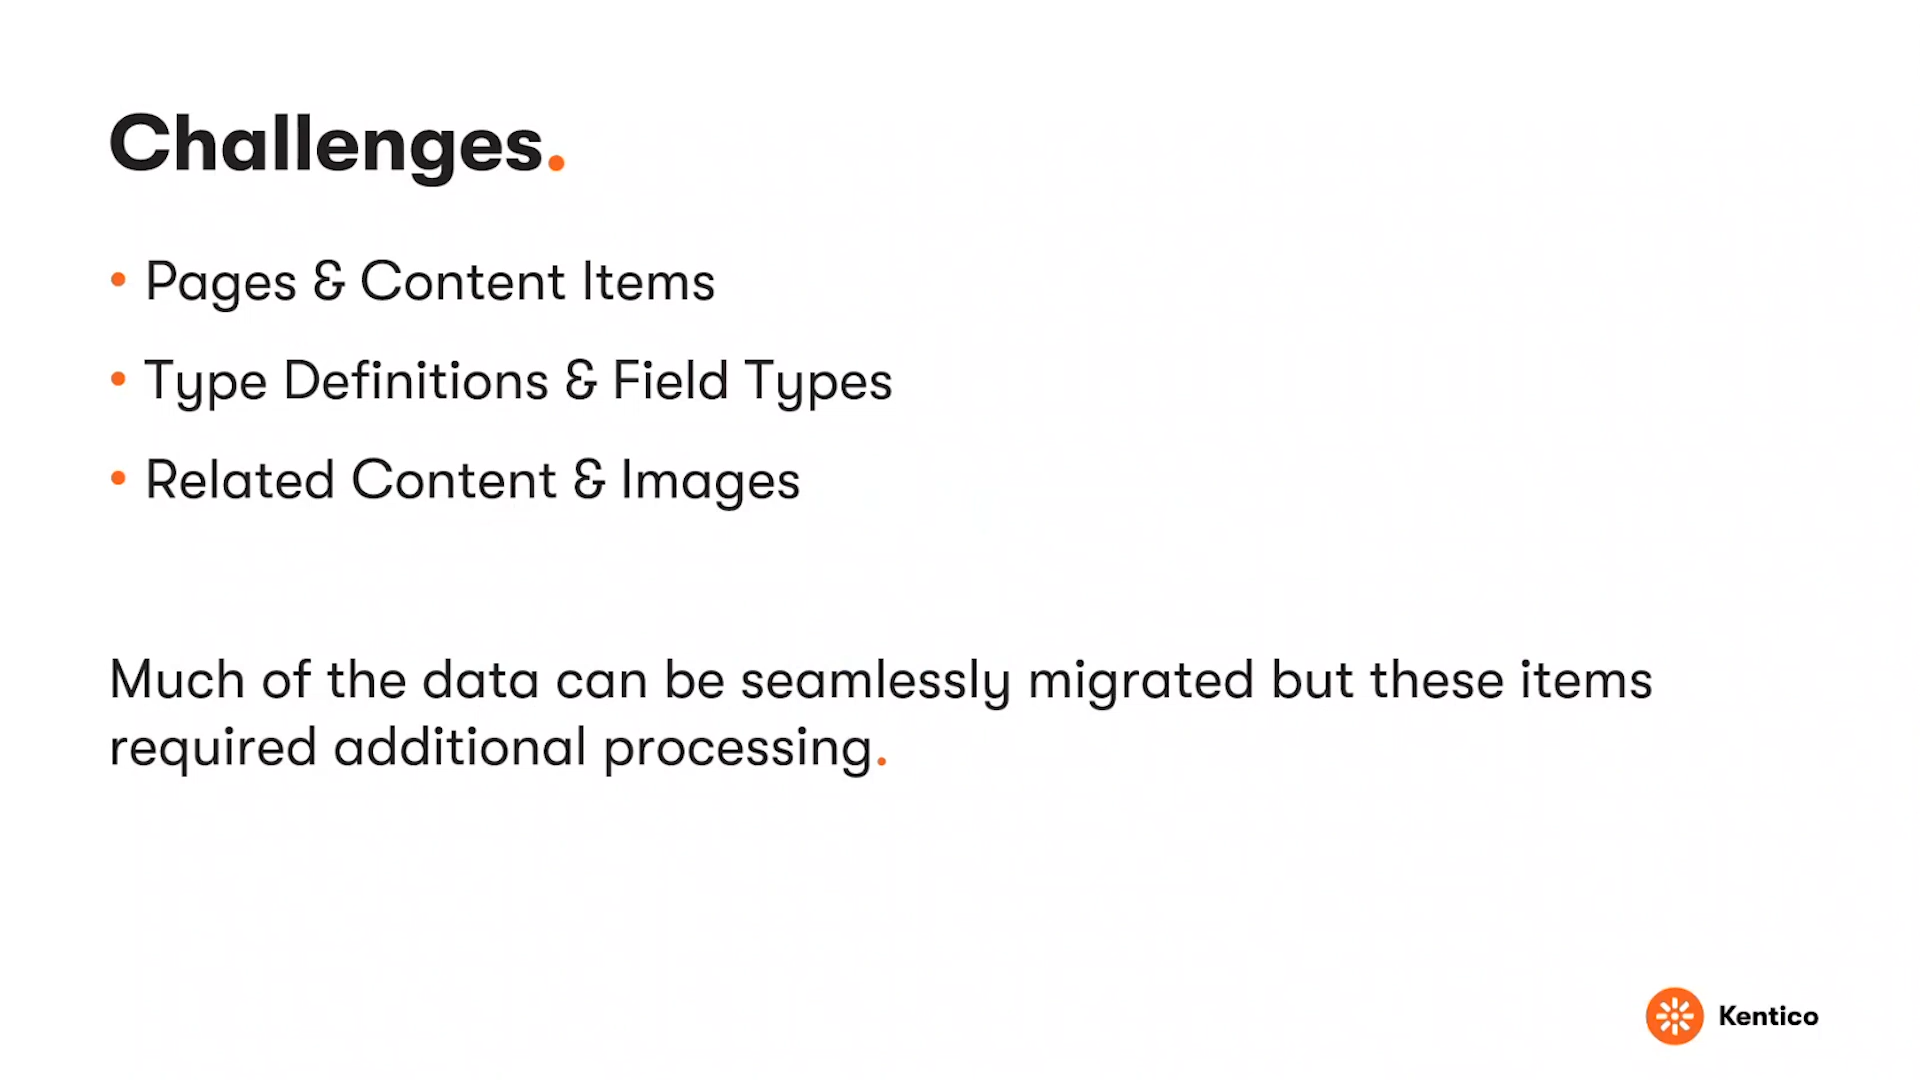 Challenges.
• Pages & Content Items
• Type Definitions & Field Types
• Related Content & Images
Much of the data can be seamlessly migrated but these items
required additional processing.
Kentico